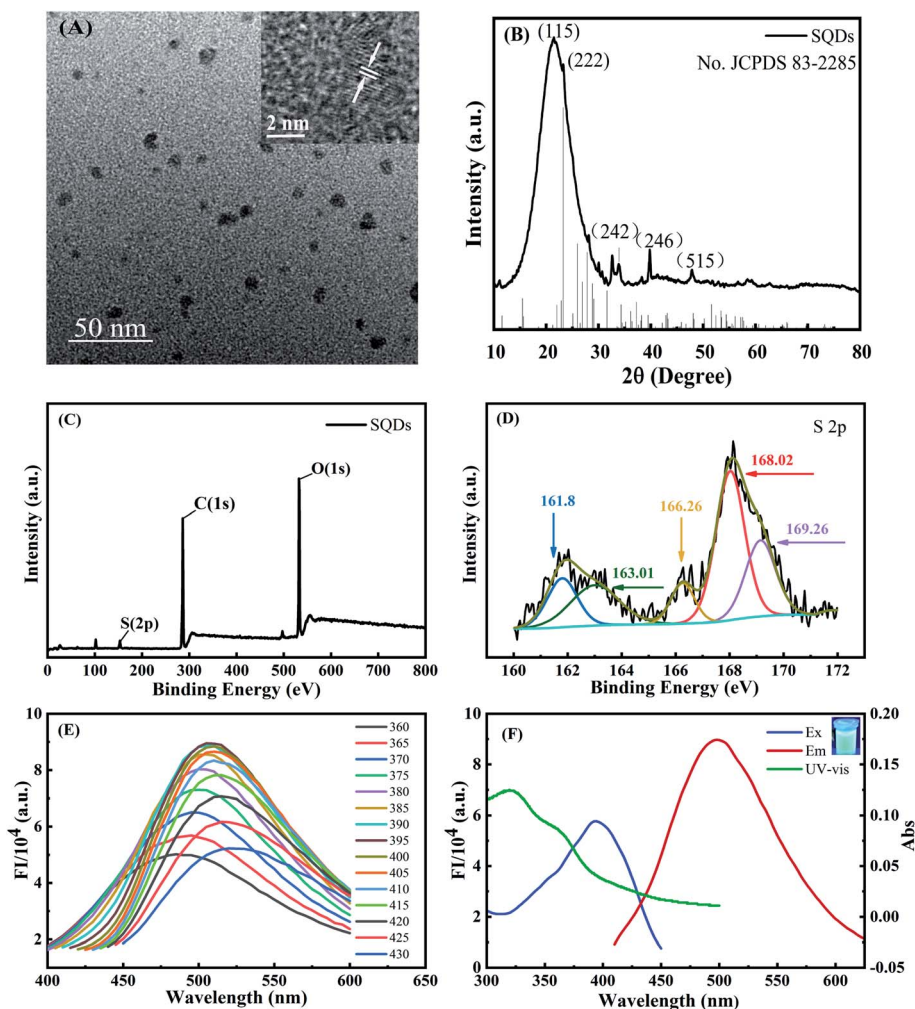 (A)
2 nm
50 nm
(B)
SQDs
No. JCPDS 83-2285
(115)
(222)
(242)
(246)
(515)
Intensity (a.u.)
10 20 30 40 50 60 70 80
2θ (Degree)
(C)
SQDs
O(1s)
C(1s)
S(2p)
Intensity (a.u.)
0 100 200 300 400 500 600 700 800
Binding Energy (eV)
(D)
S 2p
168.02
161.8
166.26
169.26
163.01
Intensity (a.u.)
160 162 164 166 168 170 172
Binding Energy (eV)
(E)
10
8
6
4
2
FI/10⁴ (a.u.)
360
365
370
375
380
385
390
395
400
405
410
415
420
425
430
400 450 500 550 600 650
Wavelength (nm)
(F)
Ex
Em
UV-vis
10
8
6
4
2
0
FI/10⁴ (a.u.)
0.20
0.15
0.10
0.05
0.00
-0.05
Abs
300 350 400 450 500 550 600
Wavelength (nm)